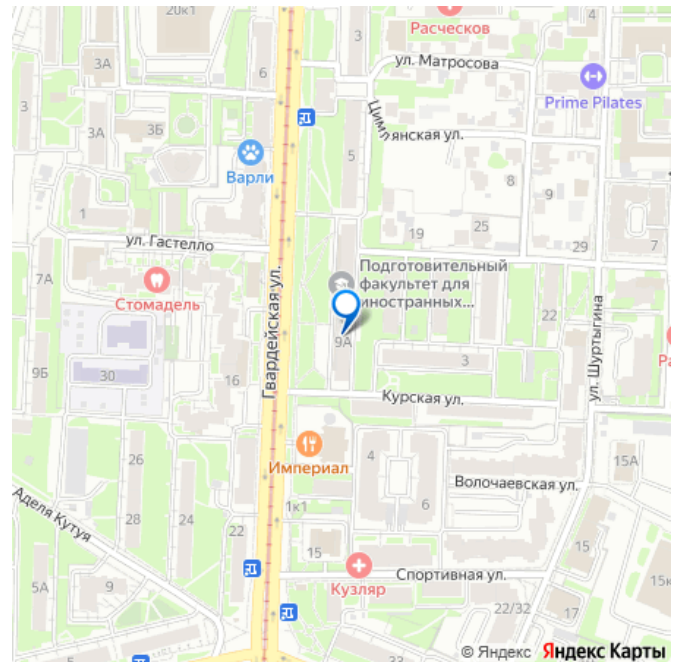 20к1
Расческов
3
ул. Матросова
6
3А
Prime Pilates
3
Цимлянская ул.
3Б
3А
5
Варли
8
1
9
25
ул. Гастелло
29
7
7А
Стомадель
Подготовительный
факультет для
иностранных...
Гвардейская ул.
22
ул. Шуртыгина
9А
3
9Б
30
16
Курская ул.
Империал
26
4
15А
Волочаевская ул.
6
1к1
Аделя Кутуя
28
24
22
15
Кузляр
Спортивная ул.
5А
9
22/32
17
© Яндекс Яндекс Карты